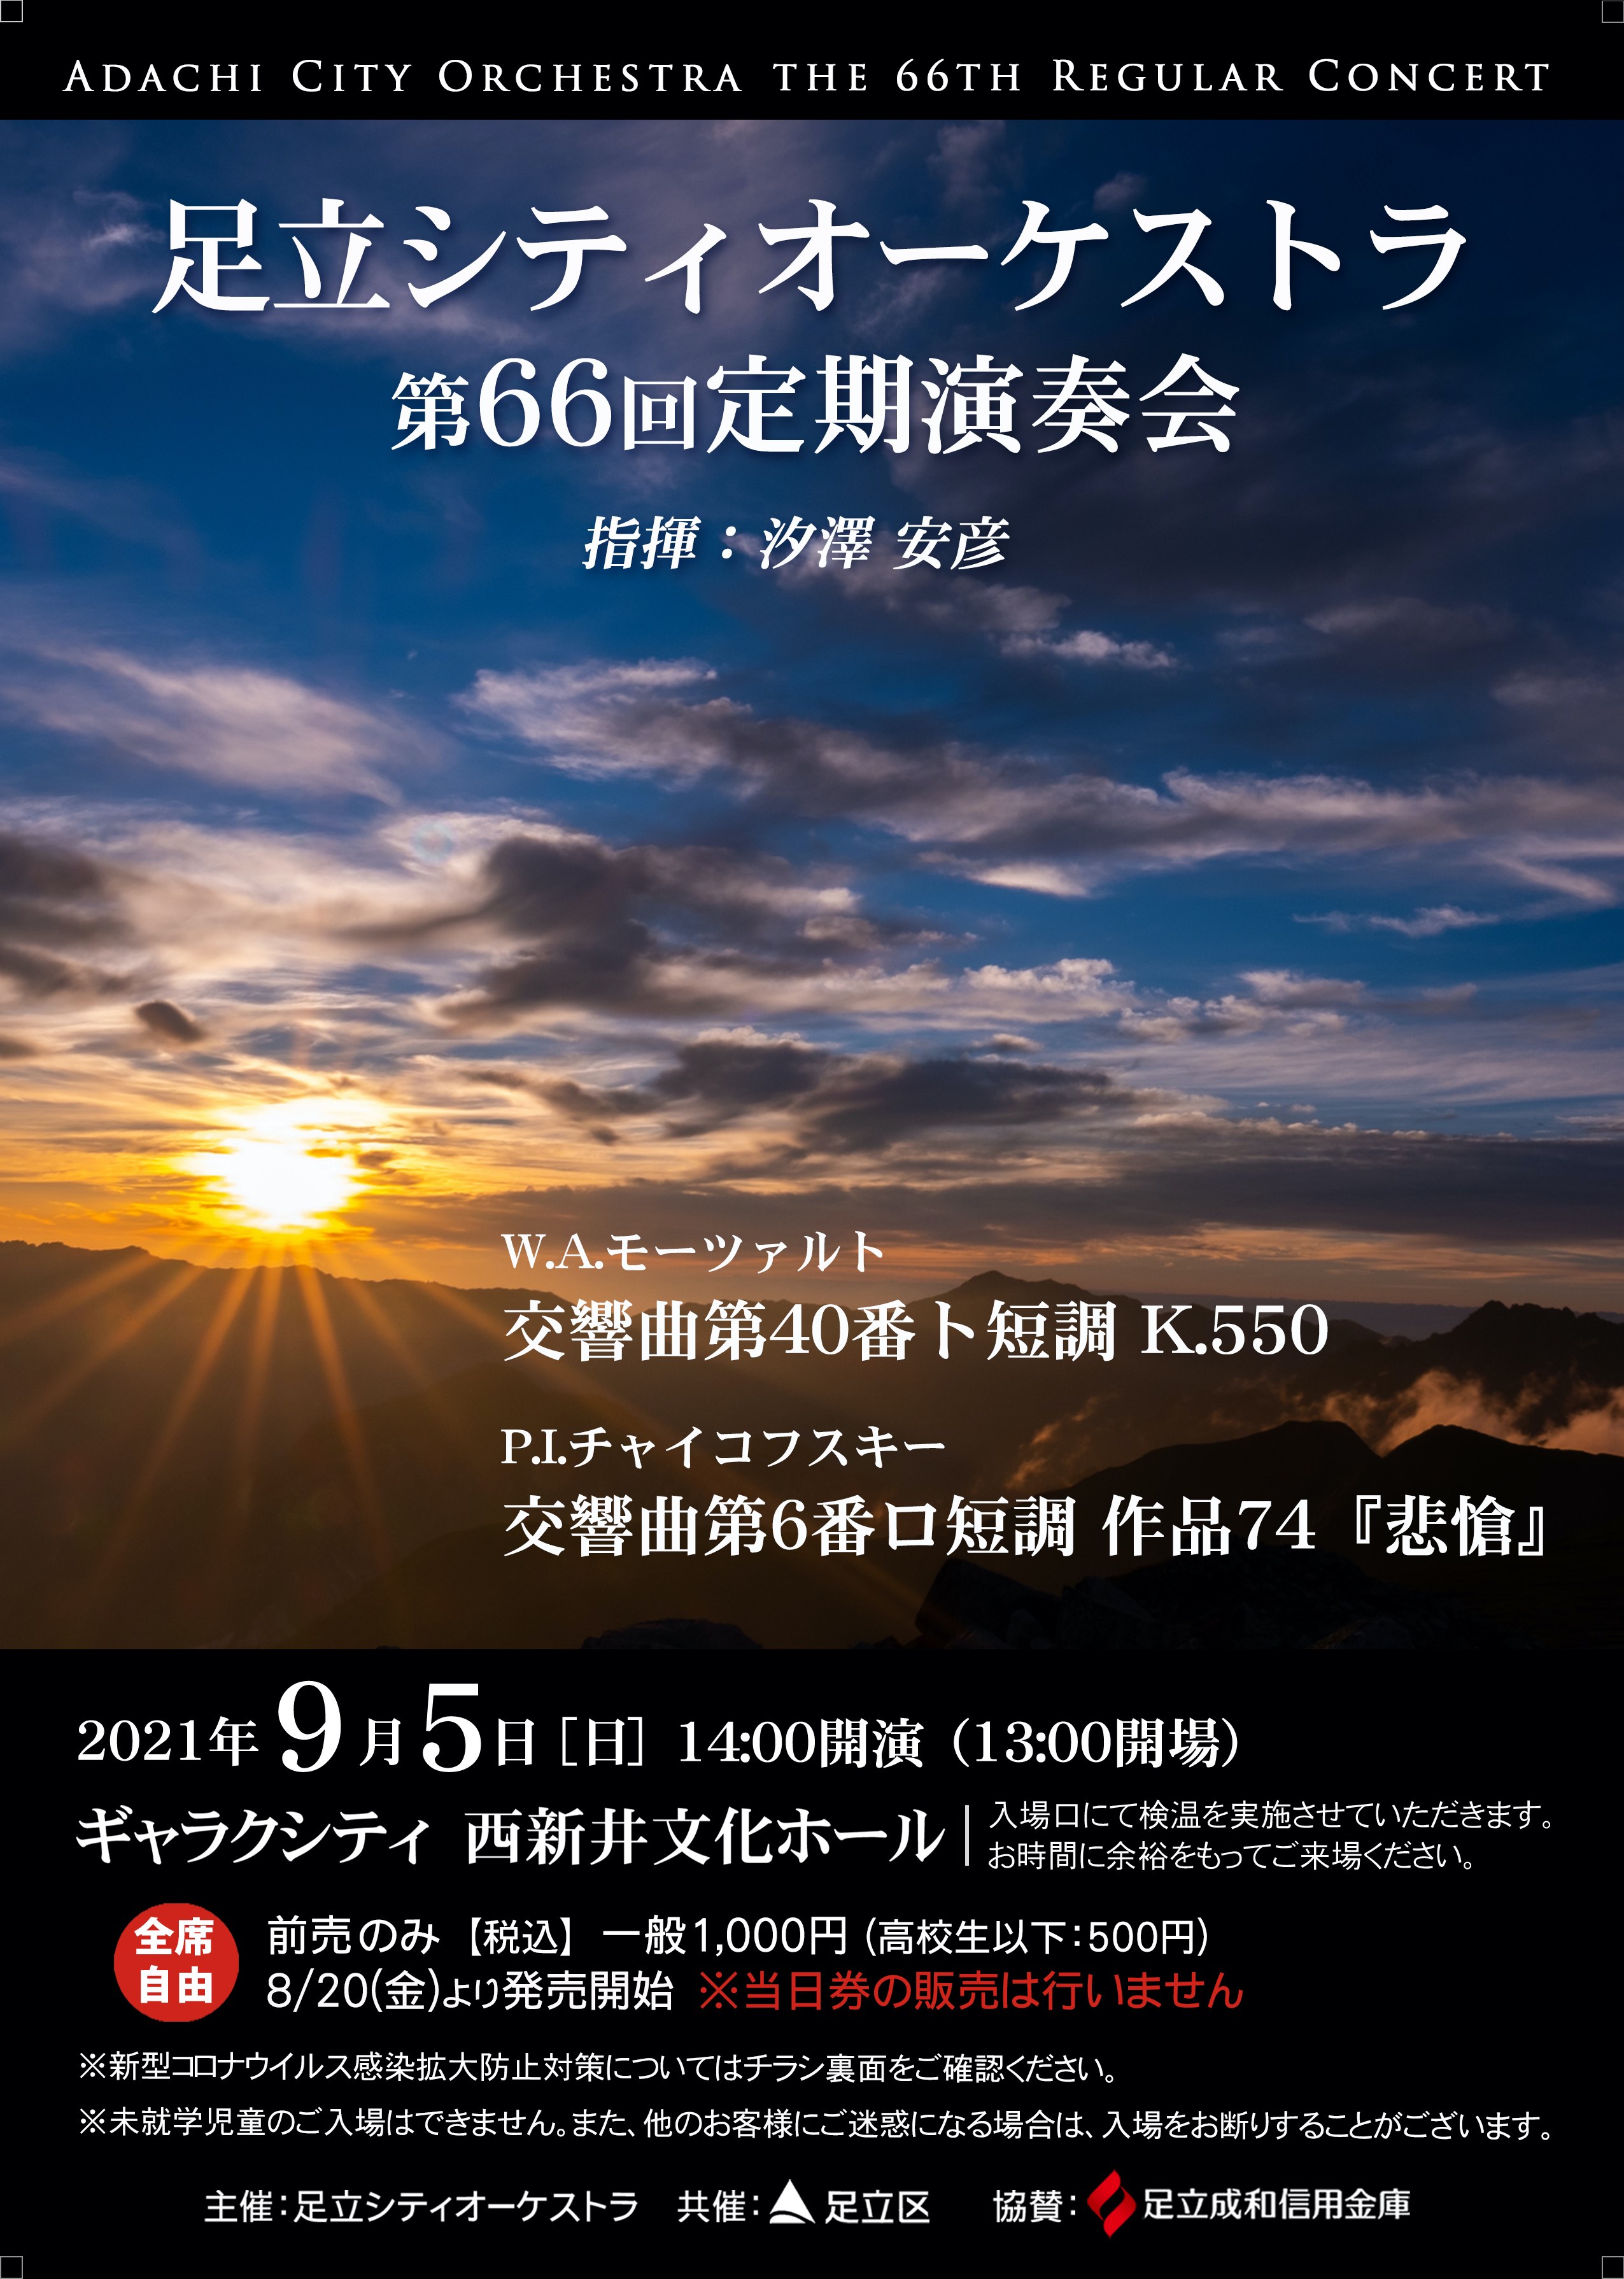 ADACHI CITY ORCHESTRA THE 66TH REGULAR CONCERT
足立シティオーケストラ
第66回定期演奏会
指揮：汐澤 安彦
W.A.モーツァルト
交響曲第40番ト短調 K.550
P.I.チャイコフスキー
交響曲第6番ロ短調 作品74『悲愴』
2021年9月5日［日］14:00開演（13:00開場）
ギャラクシティ 西新井文化ホール
入場口にて検温を実施させていただきます。
お時間に余裕をもってご来場ください。
全席
自由
前売のみ【税込】一般1,000円（高校生以下：500円）
8/20(金)より発売開始 ※当日券の販売は行いません
※新型コロナウイルス感染拡大防止対策についてはチラシ裏面をご確認ください。
※未就学児童のご入場はできません。また、他のお客様にご迷惑になる場合は、入場をお断りすることがございます。
主催：足立シティオーケストラ 共催：足立区 協賛：足立成和信用金庫